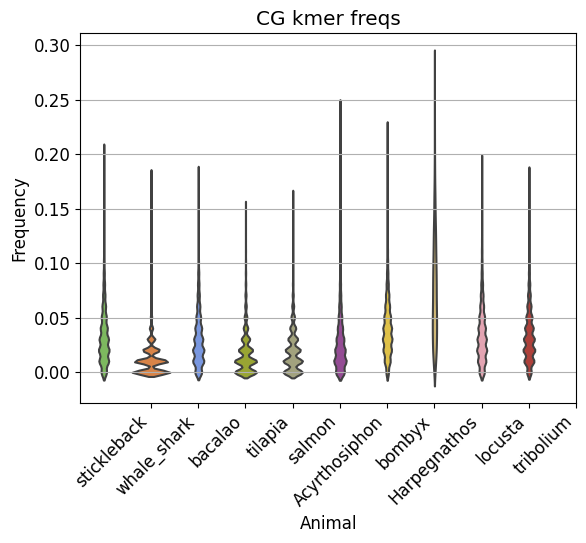 CG kmer freqs
0.30
0.25
0.20
0.15
0.10
0.05
0.00
Frequency
stickleback
whale_shark
bacalao
tilapia
salmon
Acyrthosiphon
bombyx
Harpegnathos
locusta
tribolium
Animal